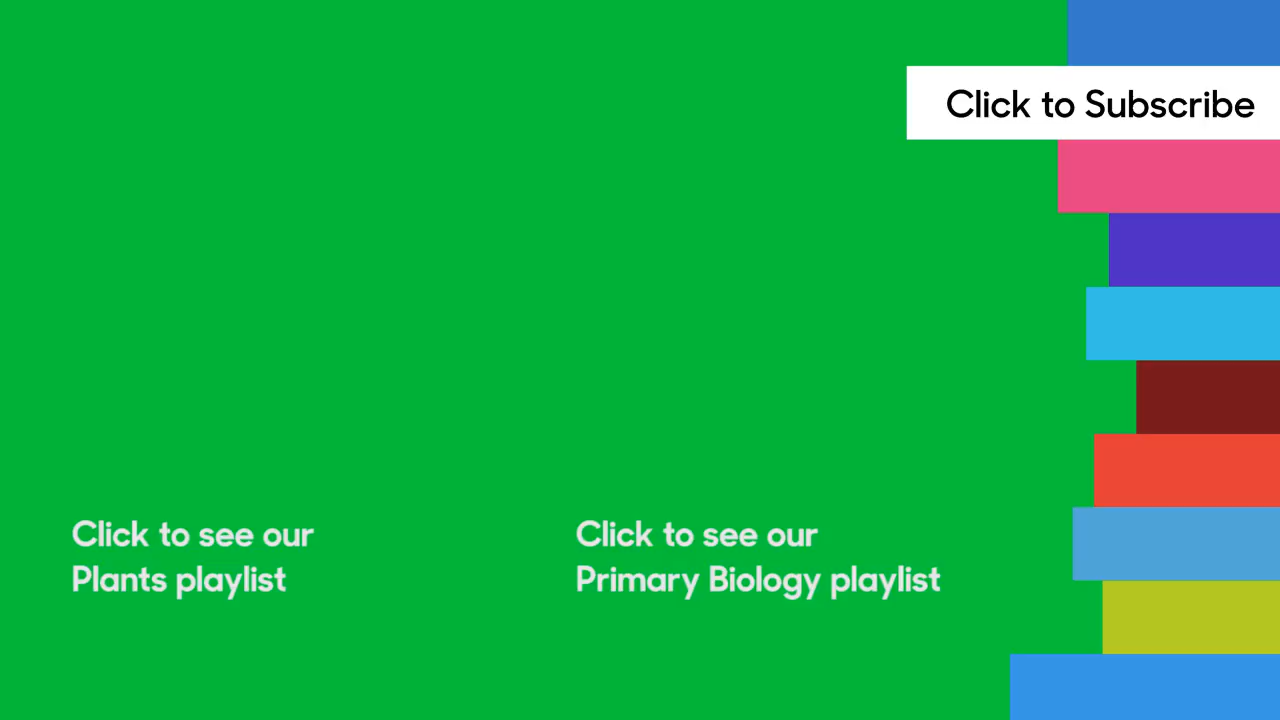 Click to Subscribe
Click to see our
Plants playlist
Click to see our
Primary Biology playlist